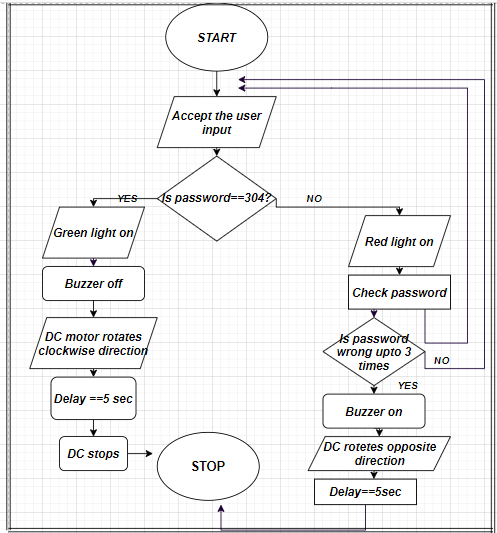 START
Accept the user
input
Is password==304?
YES
NO
Green light on
Red light on
Buzzer off
Check password
DC motor rotates
clockwise direction
Is password
wrong upto 3
times
NO
YES
Delay ==5 sec
Buzzer on
DC stops
STOP
DC rotetes opposite
direction
Delay==5sec